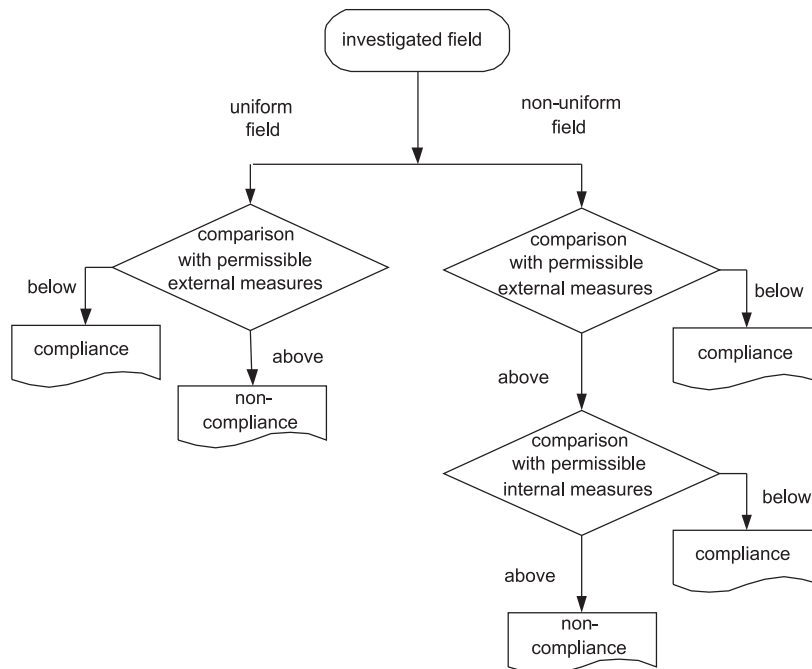 investigated field
uniform
field
non-uniform
field
comparison
with permissible
external measures
comparison
with permissible
external measures
below
compliance
above
non-
compliance
below
compliance
above
comparison
with permissible
internal measures
below
compliance
above
non-
compliance